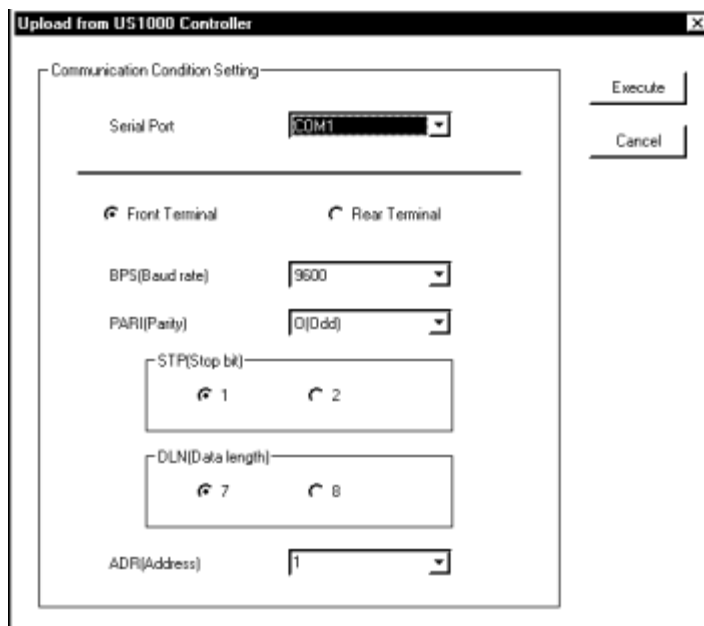 Upload from US1000 Controller
Communication Condition Setting
Execute
Serial Port COM1
Cancel
Front Terminal Rear Terminal
BPS(Baud rate) 9600
PARI(Parity) O(Odd)
STP(Stop bit)
1 2
DLN(Data length)
7 8
ADR(Address) 1